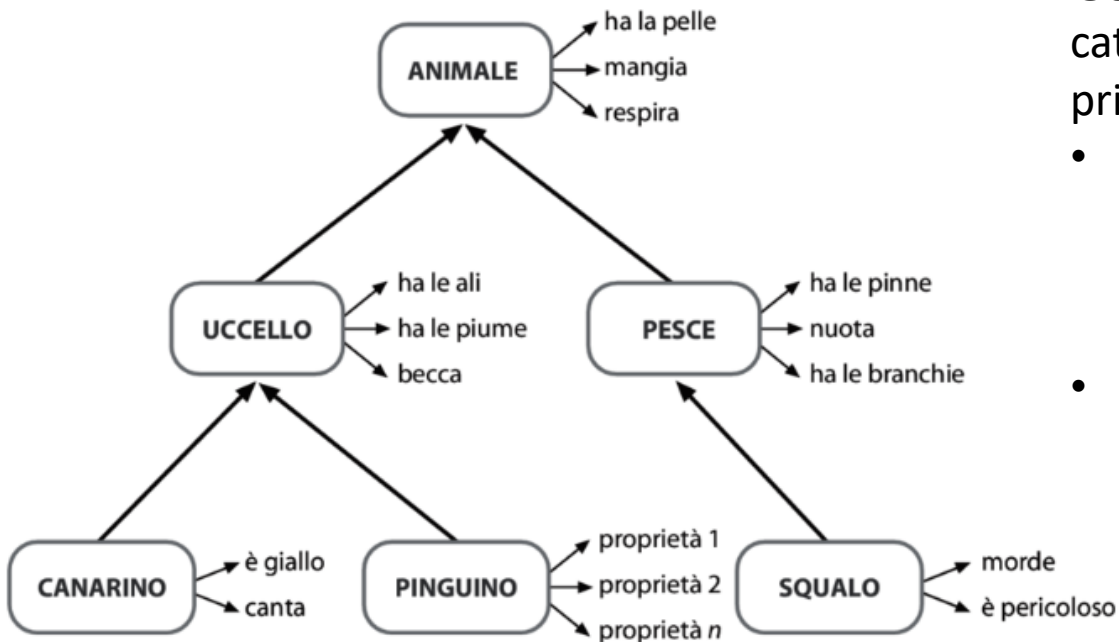 ANIMALE
ha la pelle
mangia
respira
UCCELLO
ha le ali
ha le piume
becca
PESCE
ha le pinne
nuota
ha le branchie
CANARINO
è giallo
canta
PINGUINO
proprietà 1
proprietà 2
proprietà n
SQUALO
morde
è pericoloso
•
•